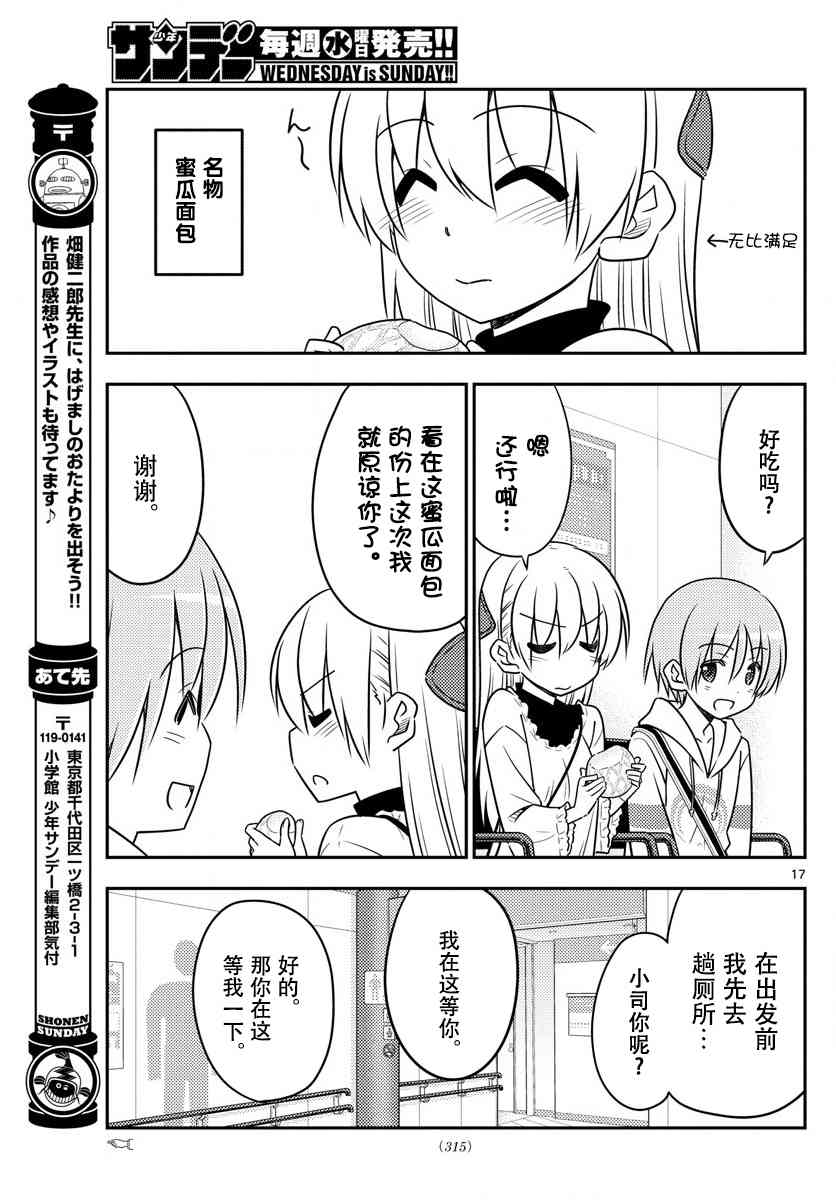 サンデー
少年
毎週水曜日発売!!
WEDNESDAY is SUNDAY!!
ん〜
←无比满足
名物
蜜瓜面包
好吃吗?
嗯
还行啦…
看在这蜜瓜面包
的份上这次我
就原谅你了。
谢谢。
17
在出发前
我先去
趟厕所…
小司你呢?
我在这等你。
好的。
那你在这
等我一下。
(315)
〒
畑健二郎先生に、はげましのおたよりを出そう!!
作品の感想やイラストも待ってます♪
あて先
〒
119-0141
東京都千代田区一ツ橋2-3-1
小学館 少年サンデー編集部気付
SHONEN
SUNDAY